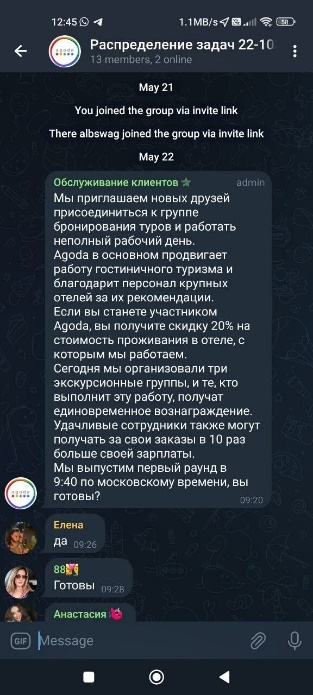 12:45
1.1MB/s
50
Распределение задач 22-10
13 members, 2 online
May 21
You joined the group via invite link
There albswag joined the group via invite link
May 22
Обслуживание клиентов admin
Мы приглашаем новых друзей
присоединиться к группе
бронирования туров и работать
неполный рабочий день.
Agoda в основном продвигает
работу гостиничного туризма и
благодарит персонал крупных
отелей за их рекомендации.
Если вы станете участником
Agoda, вы получите скидку 20% на
стоимость проживания в отеле, с
которым мы работаем.
Сегодня мы организовали три
экскурсионные группы, и те, кто
выполнит эту работу, получат
единовременное вознаграждение.
Удачливые сотрудники также могут
получать за свои заказы в 10 раз
больше своей зарплаты.
Мы выпустим первый раунд в
9:40 по московскому времени, вы
готовы?
09:20
agoda
Елена
да 09:26
88
Готовы 09:28
Анастасия
GIF Message